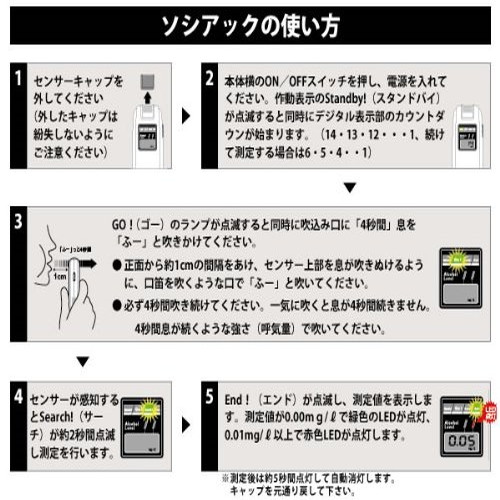 ソシアックの使い方
1
センサーキャップを
外してください
（外したキャップは
紛失しないように
ご注意ください）
2
本体横のON／OFFスイッチを押し、電源を入れて
ください。作動表示のStandby!（スタンドバイ）
が点滅すると同時にデジタル表示部のカウントダ
ウンが始まります。（14・13・12・・・1、続け
て測定する場合は6・5・4・・1）
3
GO！（ゴー）のランプが点滅すると同時に吹込み口に「4秒間」息を
「ふー」と吹きかけてください。
「ふーっ」と4秒間
1cm
●正面から約1cmの間隔をあけ、センサー上部を息が吹きぬけるよう
に、口笛を吹くような口で「ふー」と吹いてください。
●必ず4秒間吹き続けてください。一気に吹くと息が4秒間続きません。
4秒間息が続くような強さ（呼気量）で吹いてください。
Alcohol
Level
4
センサーが感知する
とSearch!（サー
チ）が約2秒間点滅
し測定を行います。
Alcohol
Level
5
End！（エンド）が点滅し、測定値を表示しま
す。測定値が0.00mｇ/ℓで緑色のLEDが点灯、
0.01mg/ℓ以上で赤色LEDが点灯します。
LED
点灯
Alcohol
Level
0.05
※測定後は約5秒間点灯して自動消灯します。
キャップを元通り戻して下さい。